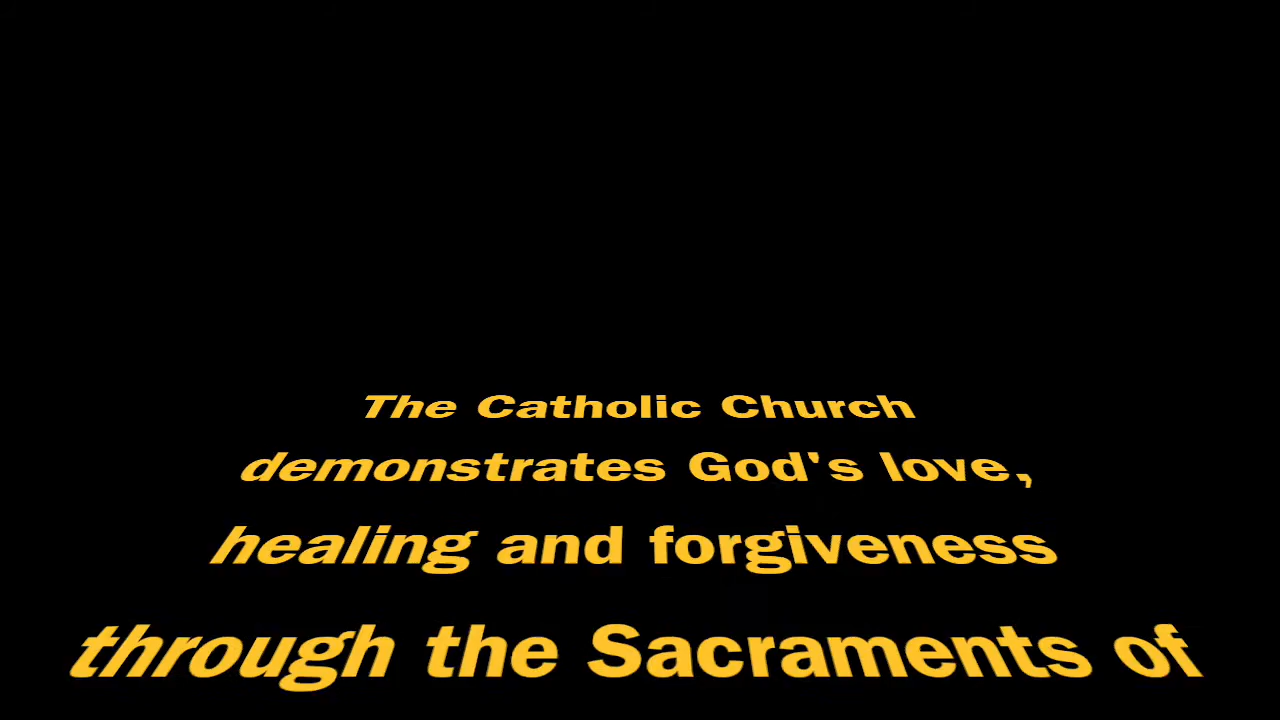 The Catholic Church
demonstrates God's love,
healing and forgiveness
through the Sacraments of